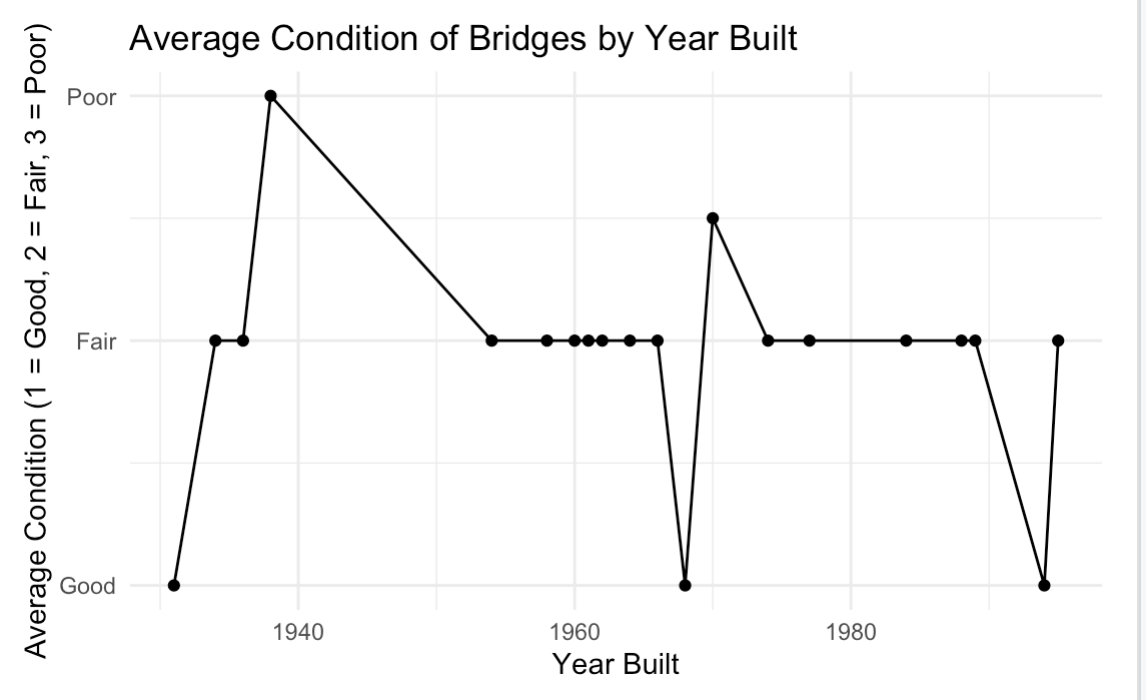 Average Condition of Bridges by Year Built
Average Condition (1 = Good, 2 = Fair, 3 = Poor)
Poor
Fair
Good
1940
1960
1980
Year Built